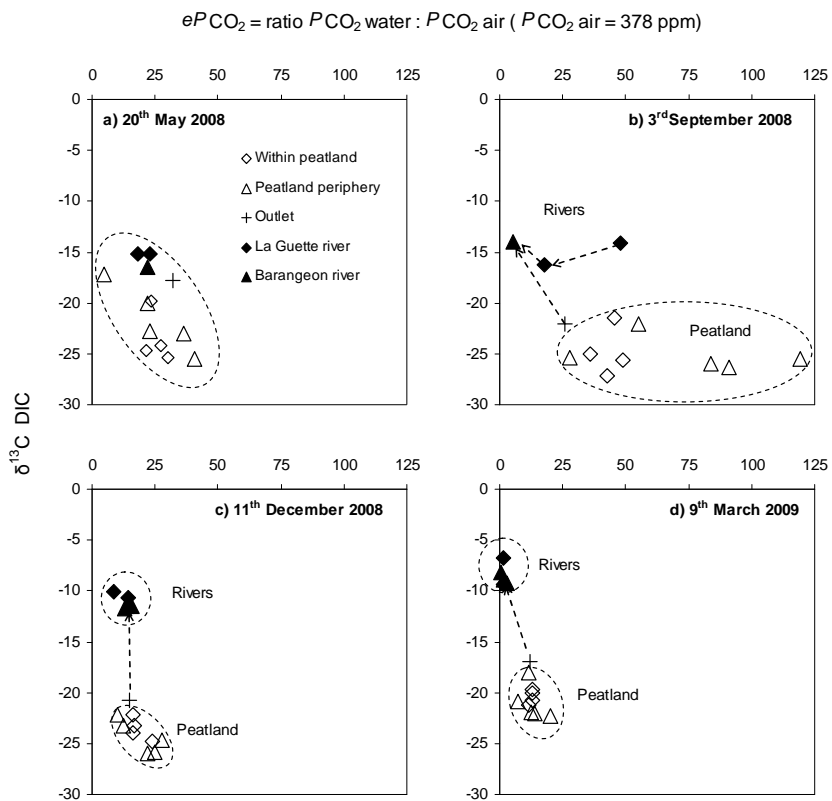 ePCO₂ = ratio PCO₂ water : PCO₂ air ( PCO₂ air = 378 ppm)
0 25 50 75 100 125
0 25 50 75 100 125
0
-5
-10
-15
-20
-25
-30
a) 20th May 2008
Within peatland
Peatland periphery
Outlet
La Guette river
Barangeon river
0
-5
-10
-15
-20
-25
-30
b) 3rd September 2008
Rivers
Peatland
δ13C DIC
0 25 50 75 100 125
0 25 50 75 100 125
0
-5
-10
-15
-20
-25
-30
c) 11th December 2008
Rivers
Peatland
0
-5
-10
-15
-20
-25
-30
d) 9th March 2009
Rivers
Peatland